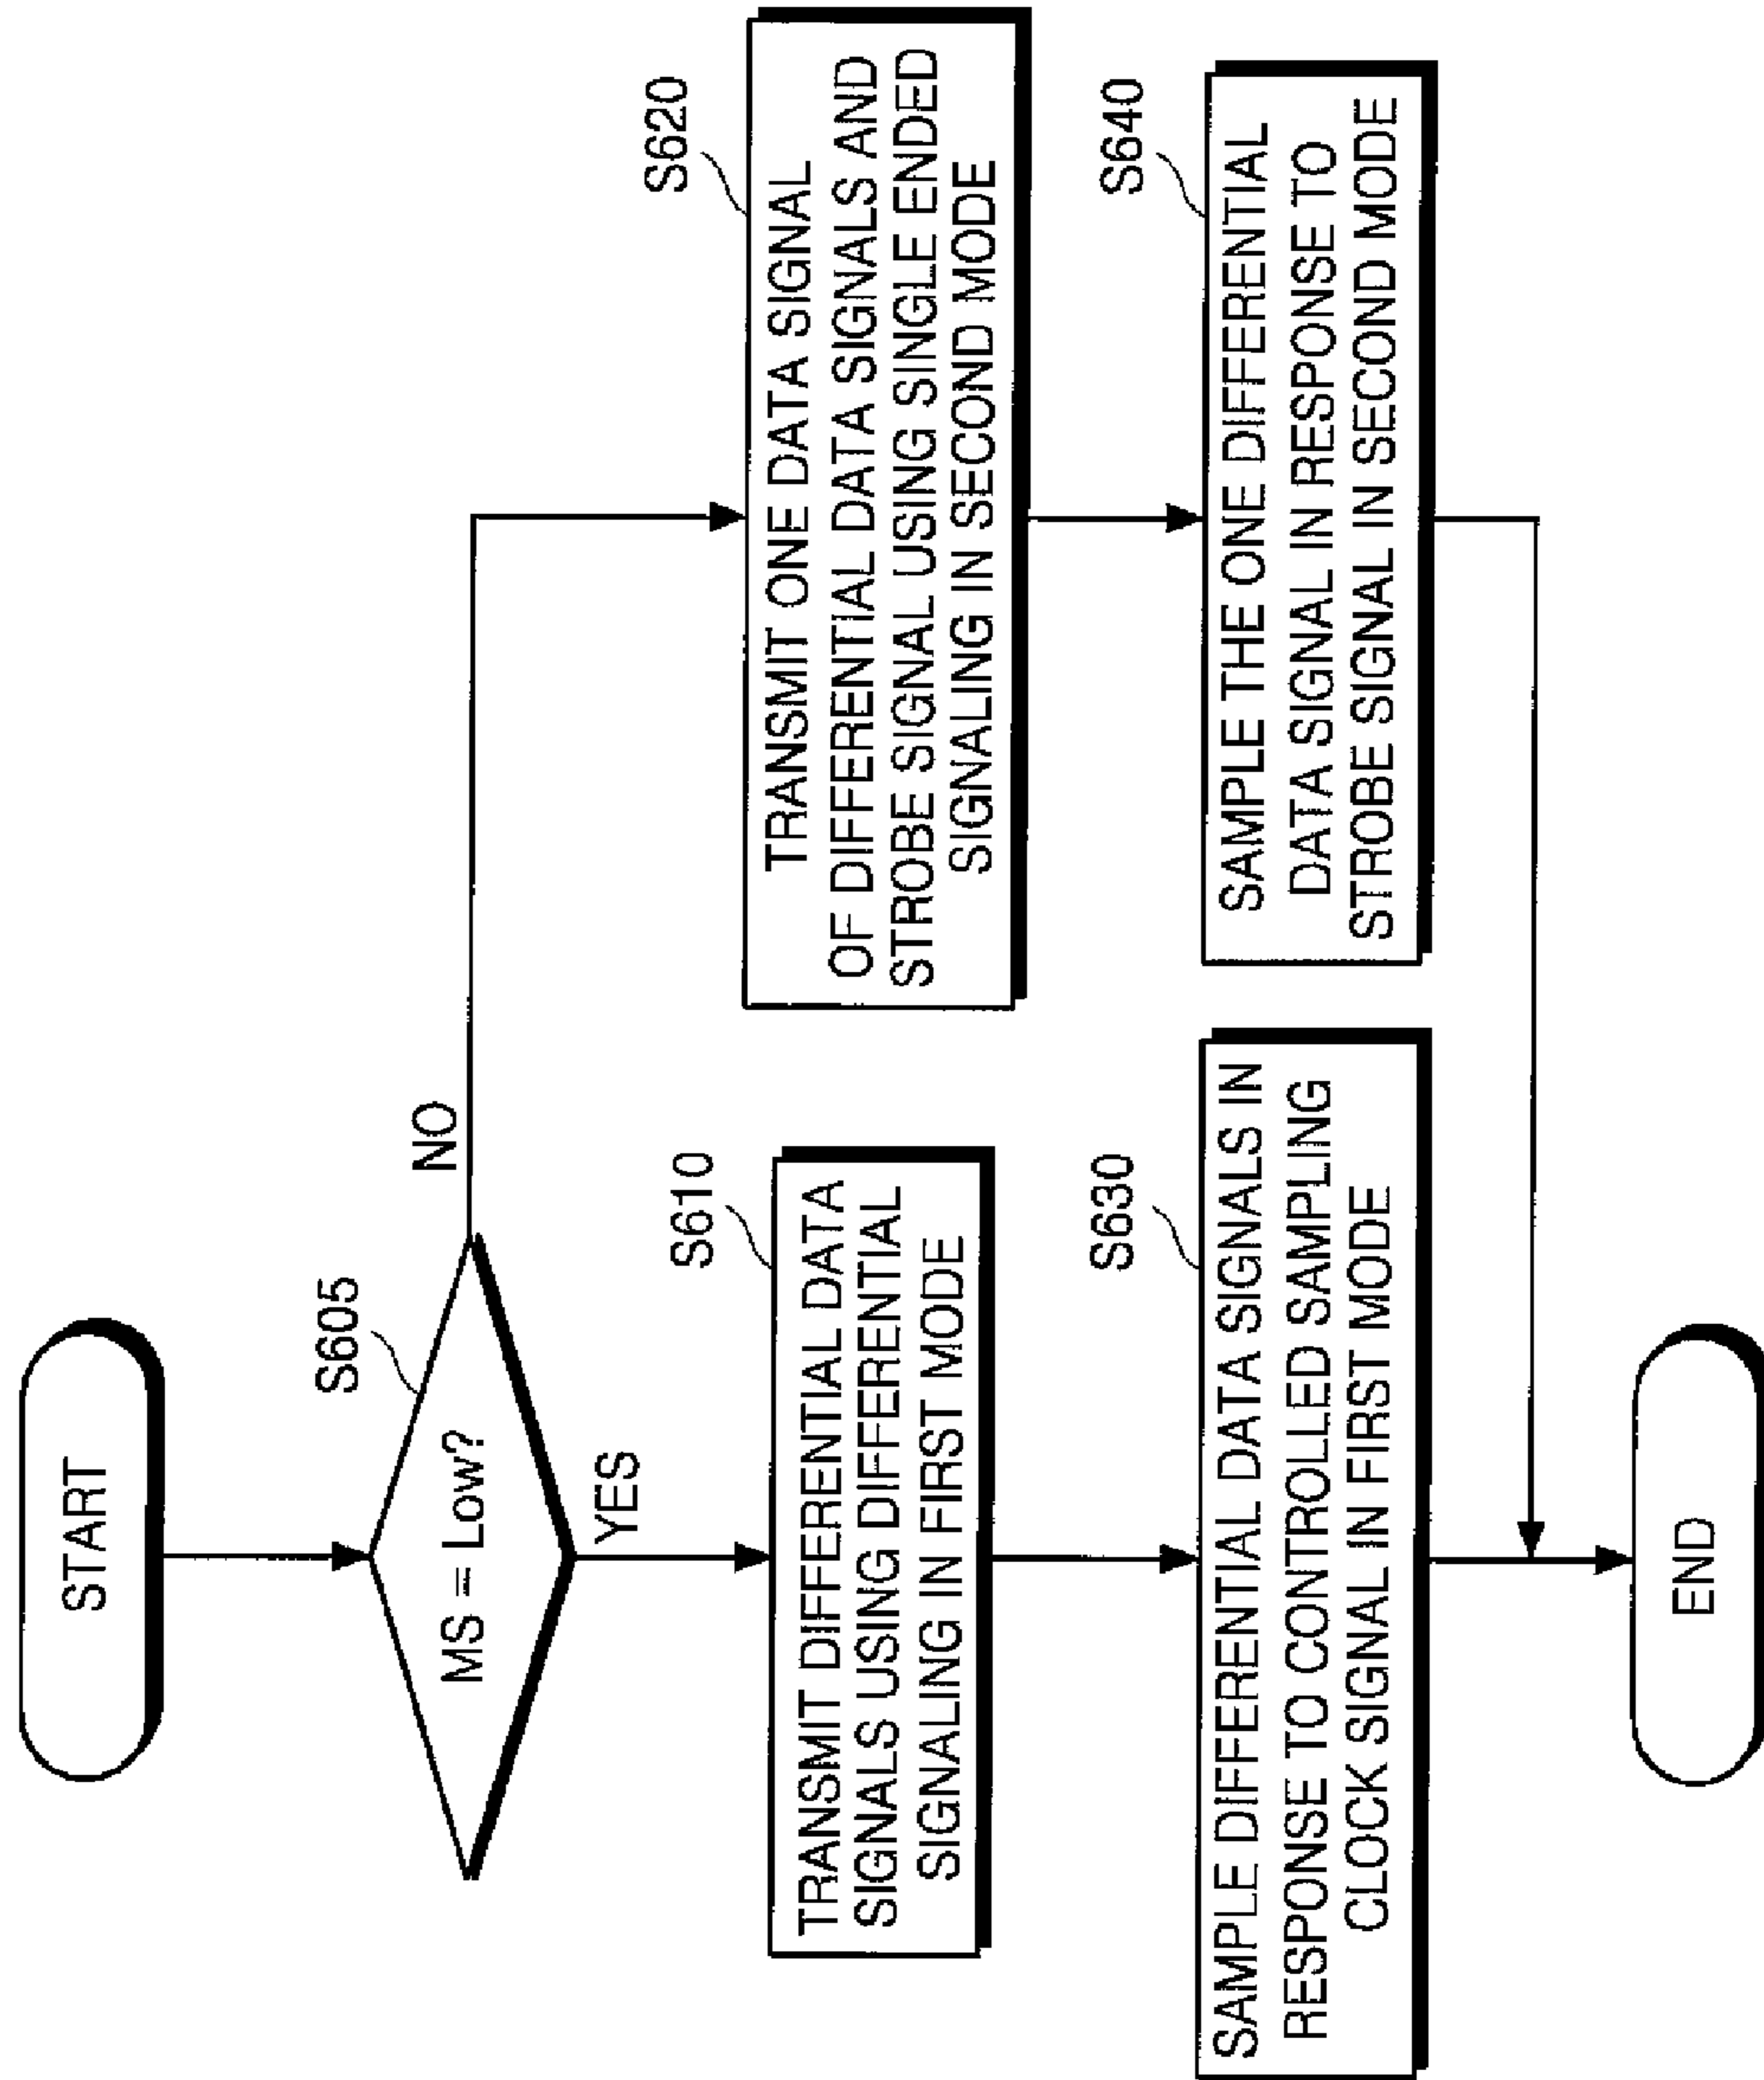 START
S605
MS = Low?
NO
YES
S610
TRANSMIT DIFFERENTIAL DATA
SIGNALS USING DIFFERENTIAL
SIGNALING IN FIRST MODE
S620
TRANSMIT ONE DATA SIGNAL
OF DIFFERENTIAL DATA SIGNALS AND
STROBE SIGNAL USING SINGLE ENDED
SIGNALING IN SECOND MODE
S630
SAMPLE DIFFERENTIAL DATA SIGNALS IN
RESPONSE TO CONTROLLED SAMPLING
CLOCK SIGNAL IN FIRST MODE
S640
SAMPLE THE ONE DIFFERENTIAL
DATA SIGNAL IN RESPONSE TO
STROBE SIGNAL IN SECOND MODE
END